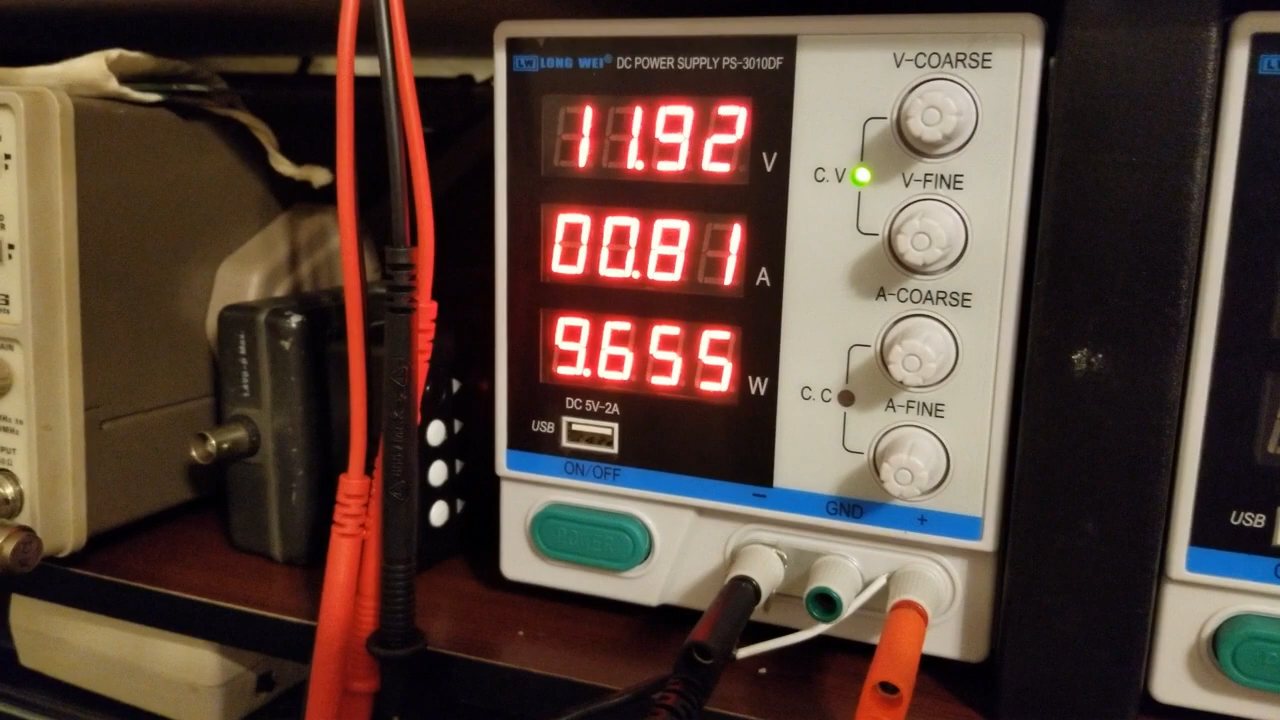 LW LONG WEI® DC POWER SUPPLY PS-3010DF
11.92 V
00.81 A
9.655 W
DC 5V-2A
USB
ON/OFF
POWER
V-COARSE
C.V
V-FINE
A-COARSE
C.C
A-FINE
− GND +
USB